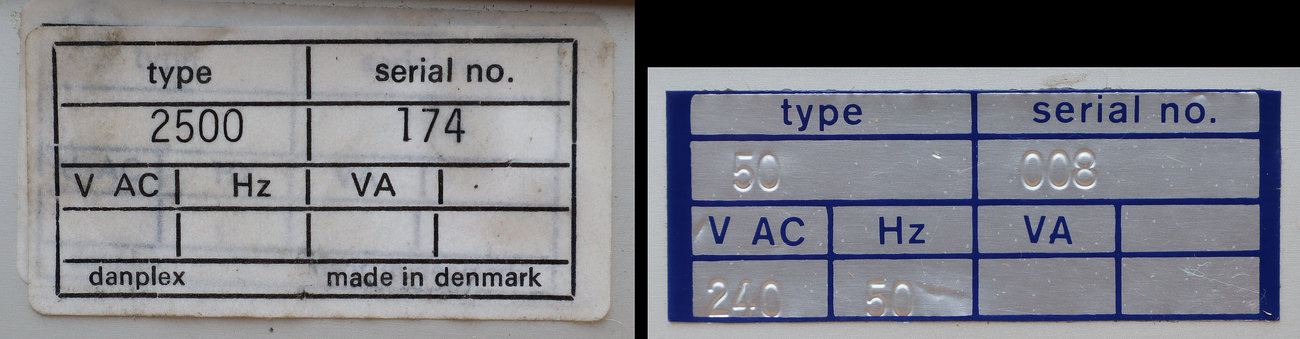 type serial no.
2500 174
V AC Hz VA
danplex made in denmark
type serial no.
50 008
V AC Hz VA
240 50